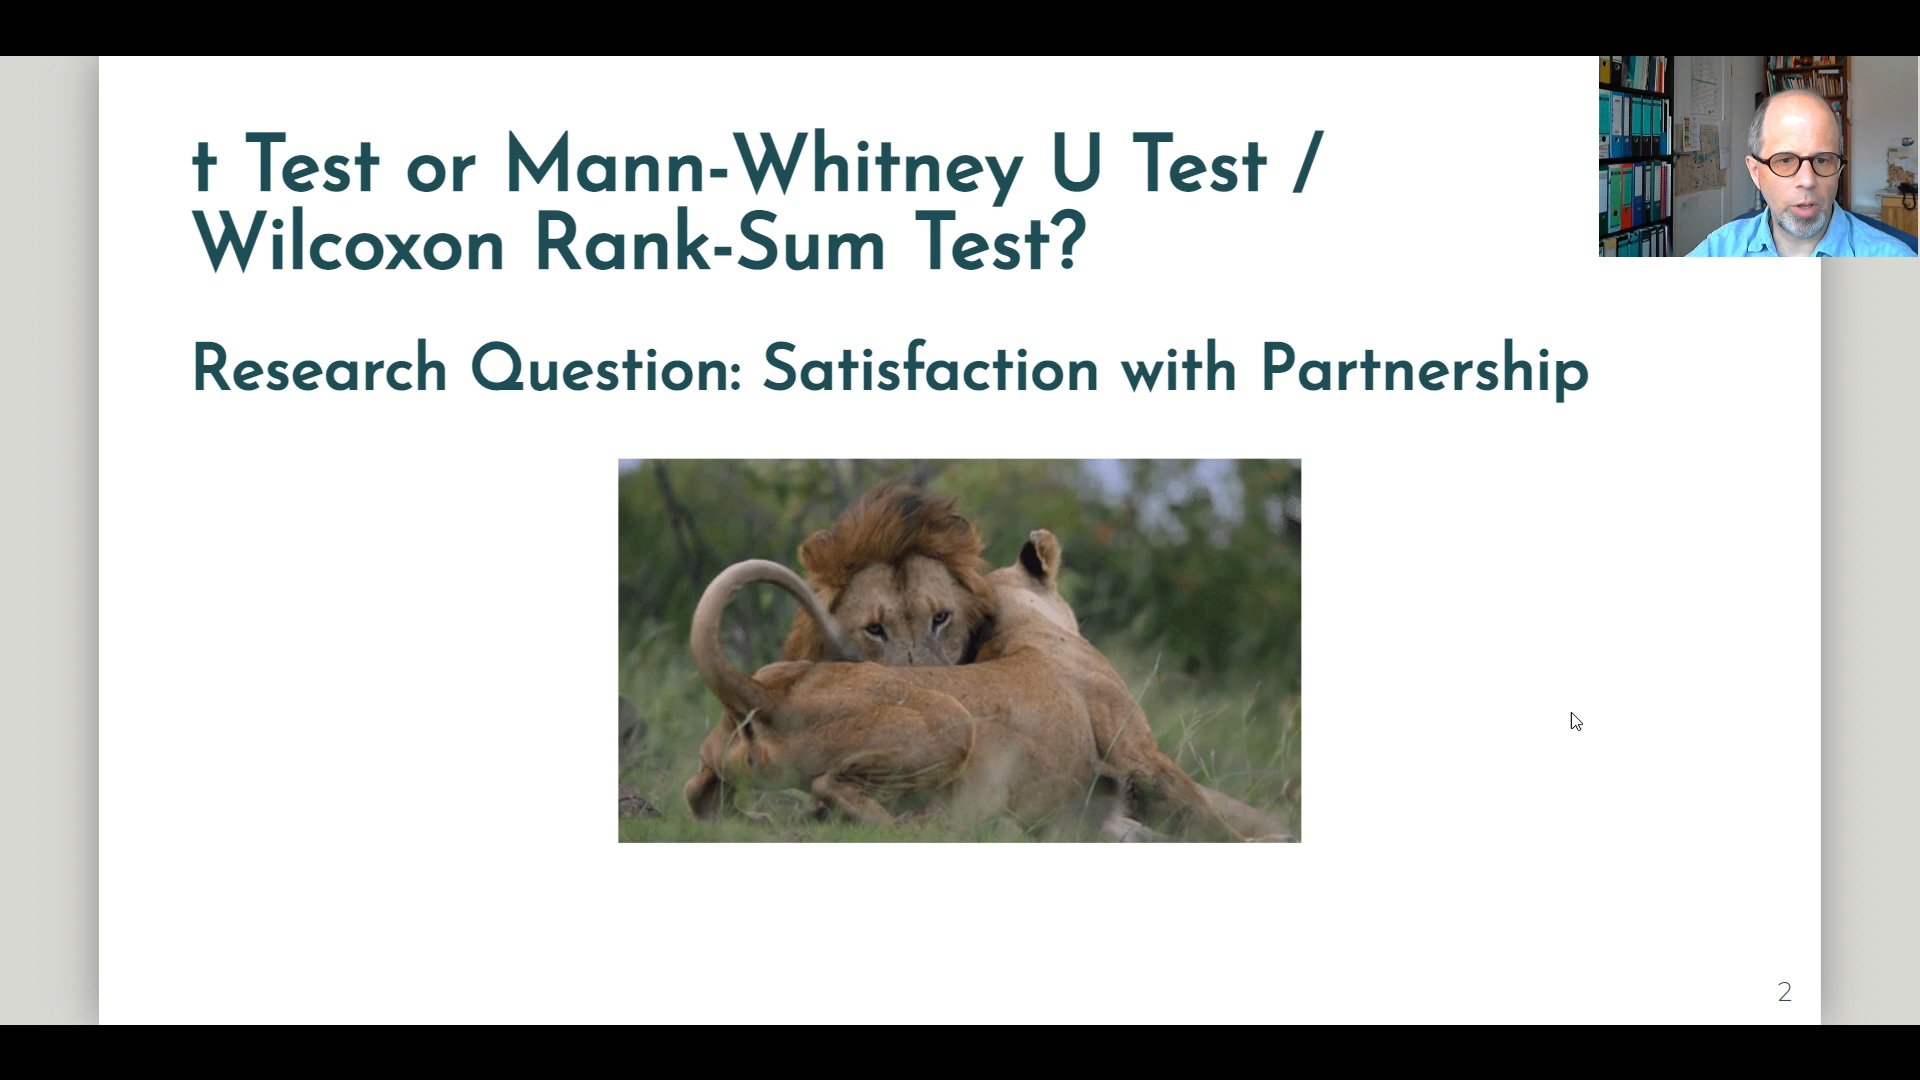 t Test or Mann-Whitney U Test /
Wilcoxon Rank-Sum Test?
Research Question: Satisfaction with Partnership
2